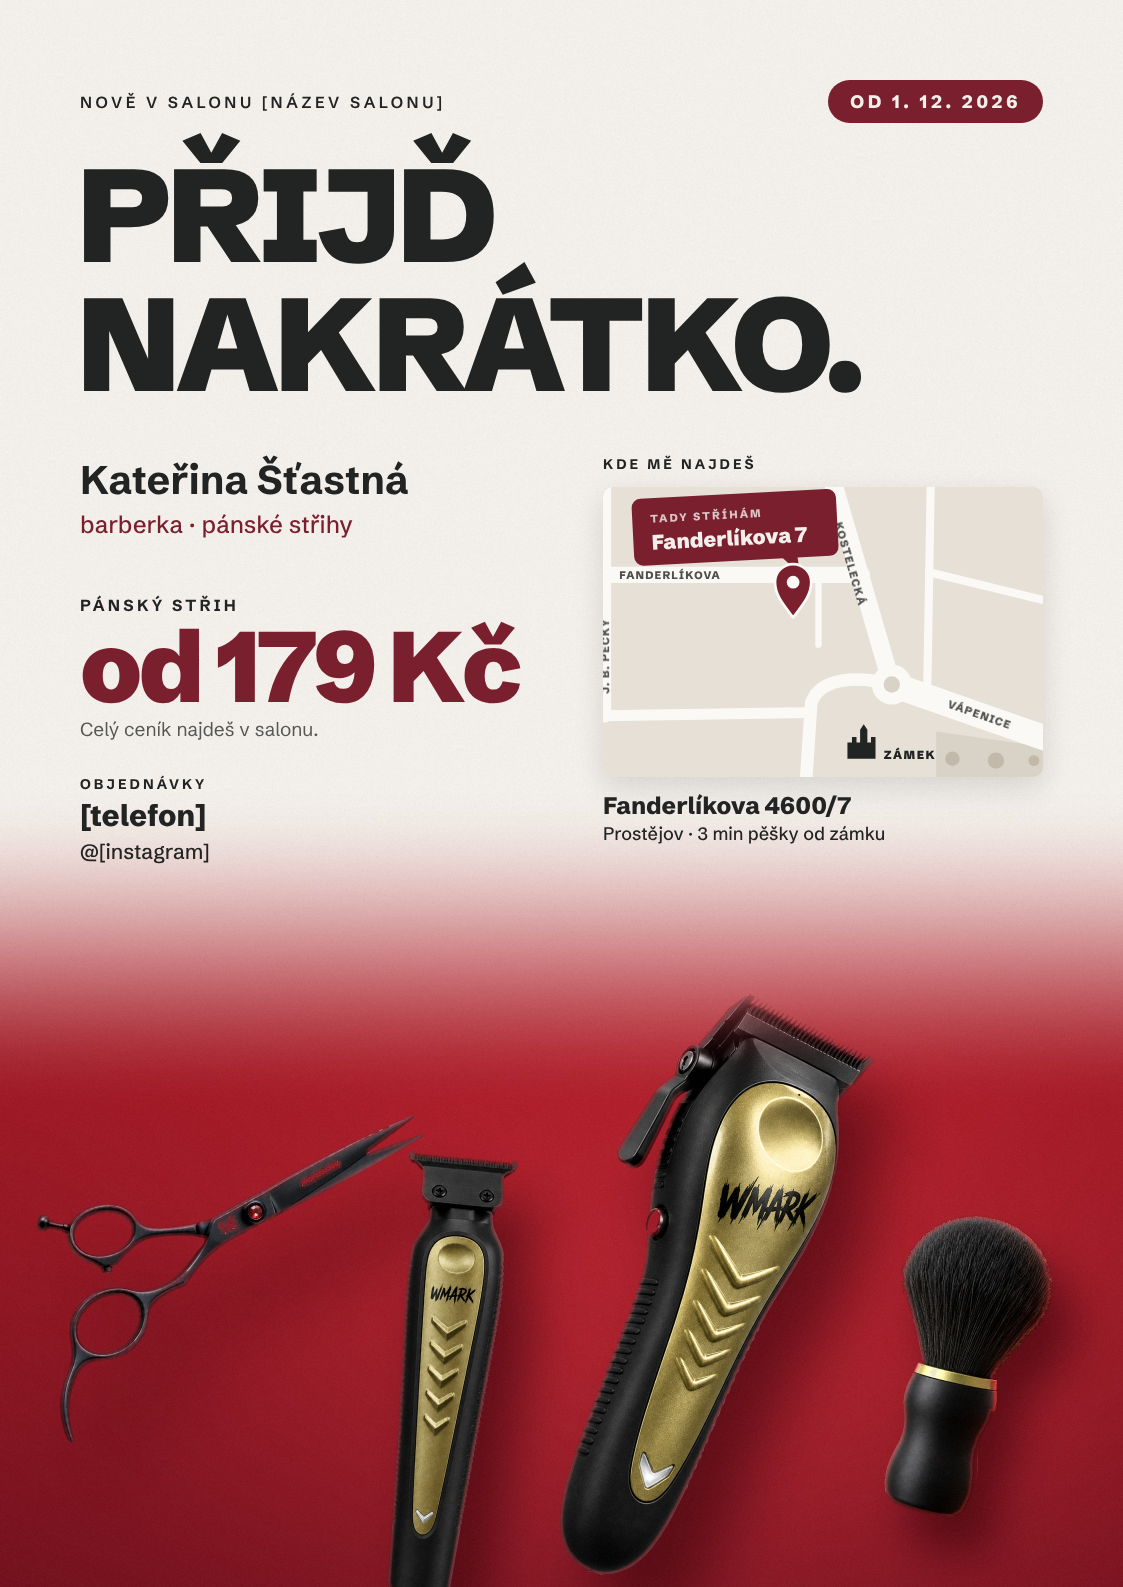 NOVĚ V SALONU [NÁZEV SALONU]
OD 1. 12. 2026
PŘIJĎ
NAKRÁTKO.
Kateřina Šťastná
barberka · pánské střihy
PÁNSKÝ STŘIH
od 179 Kč
Celý ceník najdeš v salonu.
OBJEDNÁVKY
[telefon]
@[instagram]
KDE MĚ NAJDEŠ
TADY STŘÍHÁM
Fanderlíkova 7
FANDERLÍKOVA
KOSTELECKÁ
J. B. PECKY
VÁPENICE
ZÁMEK
Fanderlíkova 4600/7
Prostějov · 3 min pěšky od zámku
WMARK
WMARK